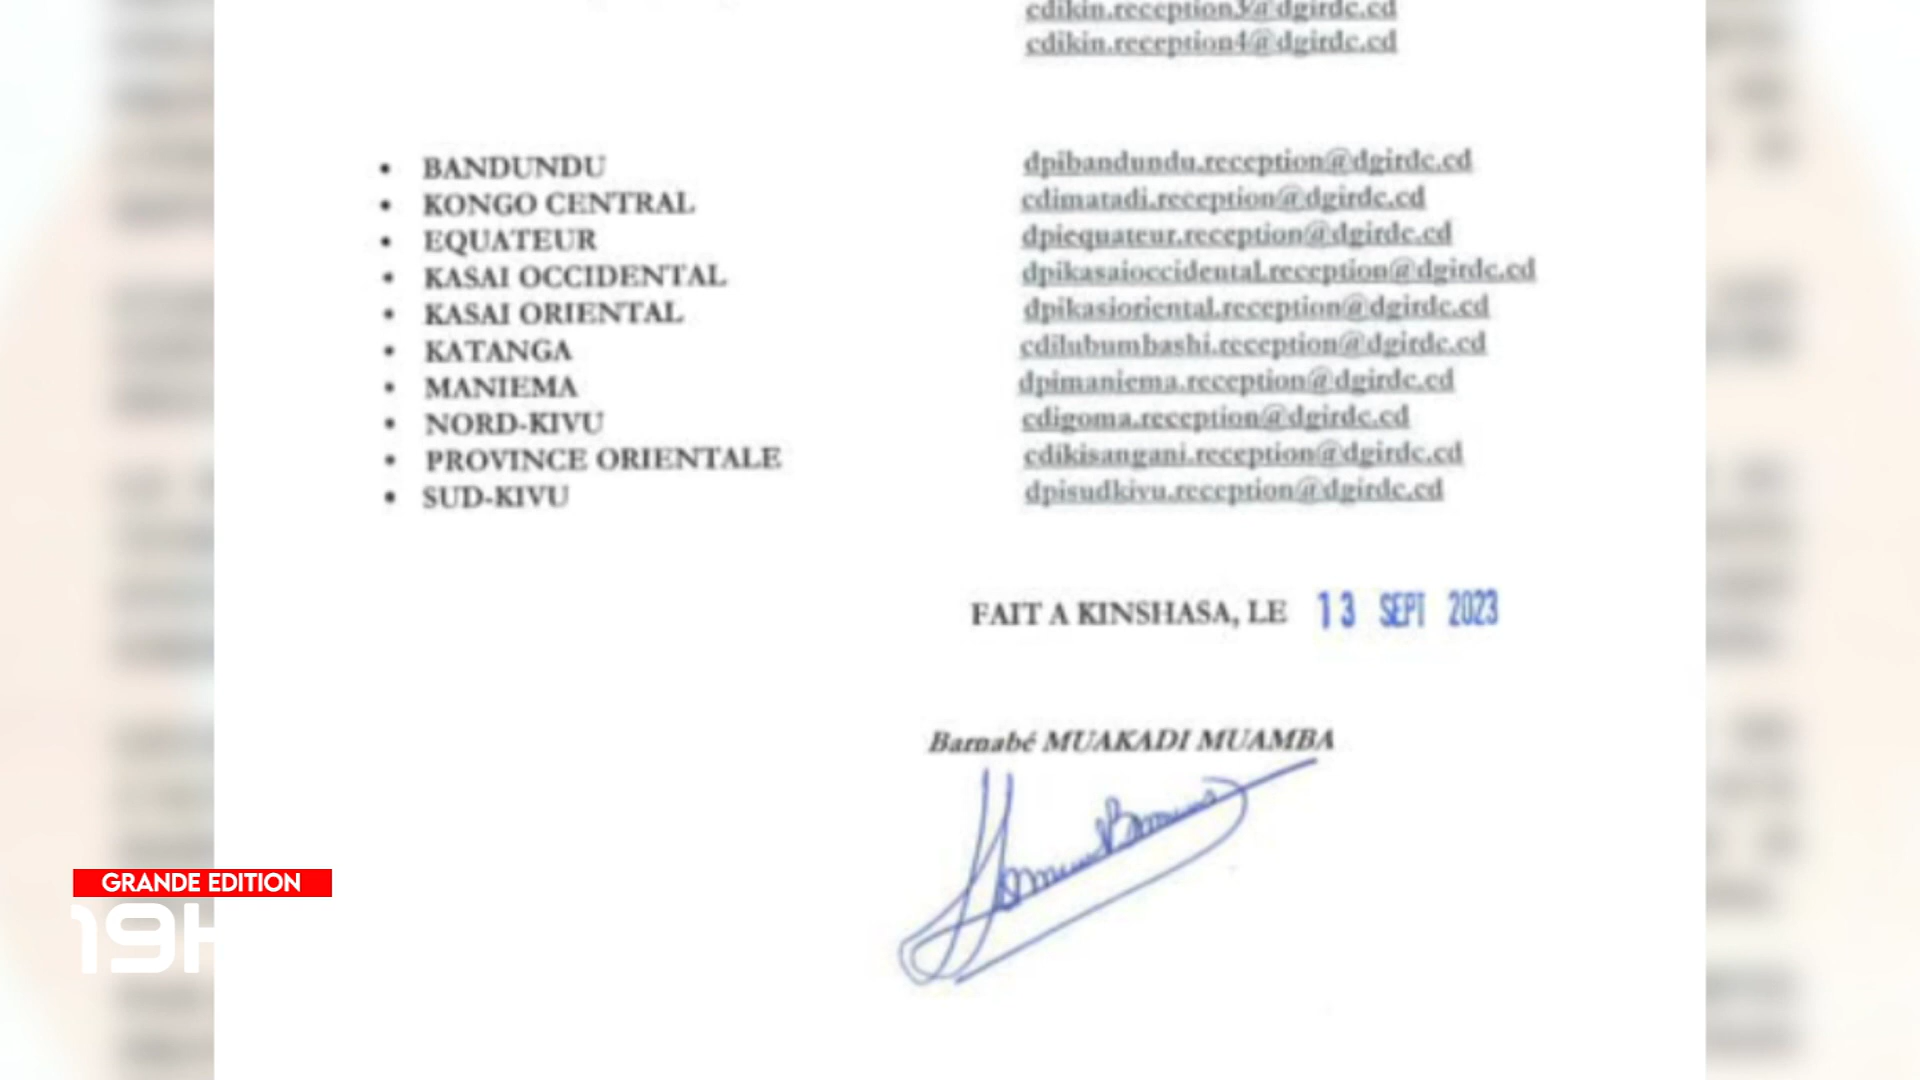 cdikin.reception3@dgirdc.cd
cdikin.reception4@dgirdc.cd
• BANDUNDU dpibandundu.reception@dgirdc.cd
• KONGO CENTRAL cdimatadi.reception@dgirdc.cd
• EQUATEUR dpiequateur.reception@dgirdc.cd
• KASAI OCCIDENTAL dpikasaioccidental.reception@dgirdc.cd
• KASAI ORIENTAL dpikasioriental.reception@dgirdc.cd
• KATANGA cdilubumbashi.reception@dgirdc.cd
• MANIEMA dpimaniema.reception@dgirdc.cd
• NORD-KIVU cdigoma.reception@dgirdc.cd
• PROVINCE ORIENTALE cdikisangani.reception@dgirdc.cd
• SUD-KIVU dpisudkivu.reception@dgirdc.cd
FAIT A KINSHASA, LE 13 SEPT 2023
Barnabé MUAKADI MUAMBA
GRANDE EDITION
19H